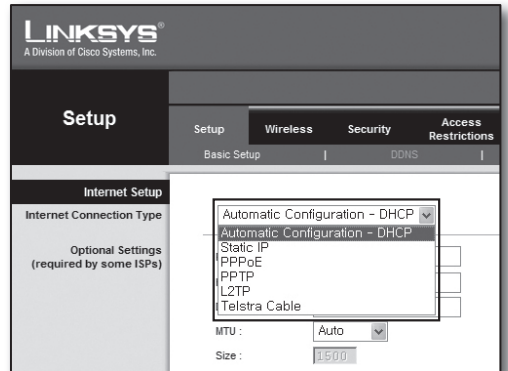 LINKSYS®
A Division of Cisco Systems, Inc.
Setup
Setup Wireless Security Access Restrictions
Basic Setup | DDNS |
Internet Setup
Internet Connection Type
Automatic Configuration - DHCP
Automatic Configuration - DHCP
Static IP
PPPoE
PPTP
L2TP
Telstra Cable
Optional Settings
(required by some ISPs)
MTU : Auto
Size : 1500